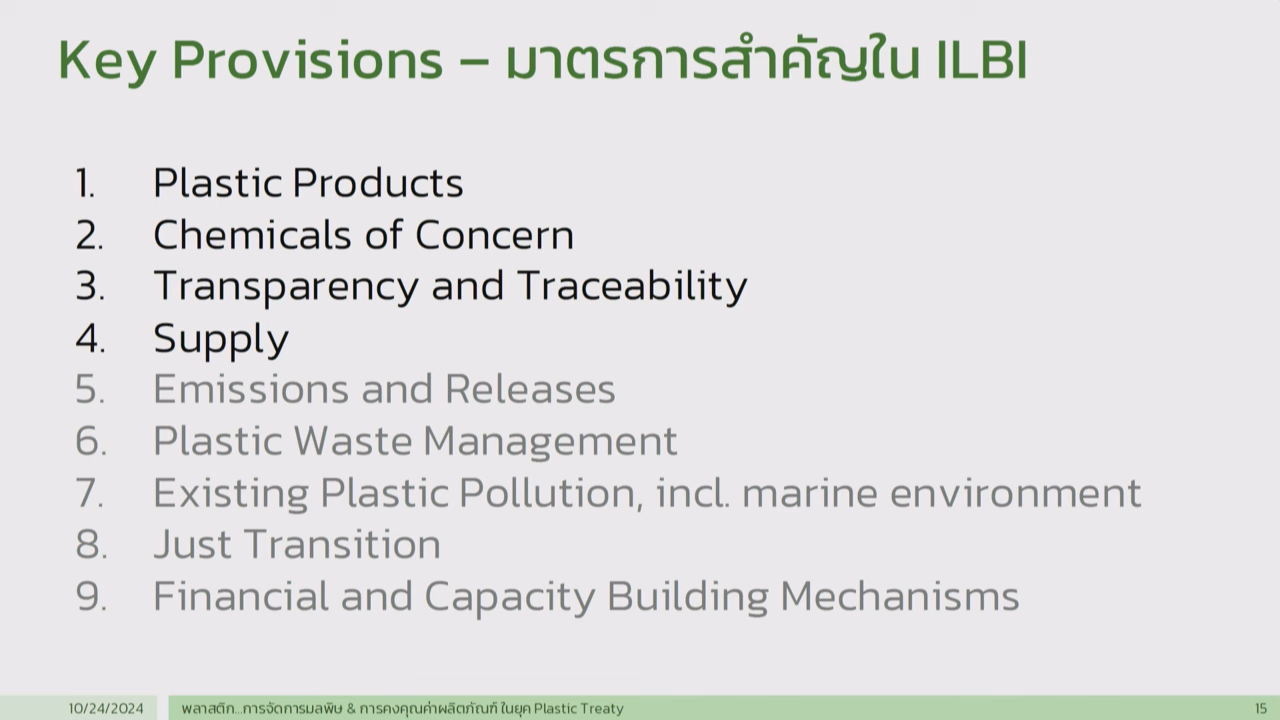 Key Provisions – มาตรการสำคัญใน ILBI
1. Plastic Products
2. Chemicals of Concern
3. Transparency and Traceability
4. Supply
5. Emissions and Releases
6. Plastic Waste Management
7. Existing Plastic Pollution, incl. marine environment
8. Just Transition
9. Financial and Capacity Building Mechanisms
10/24/2024 พลาสติก...การจัดการมลพิษ & การคงคุณค่าผลิตภัณฑ์ ในยุค Plastic Treaty 15